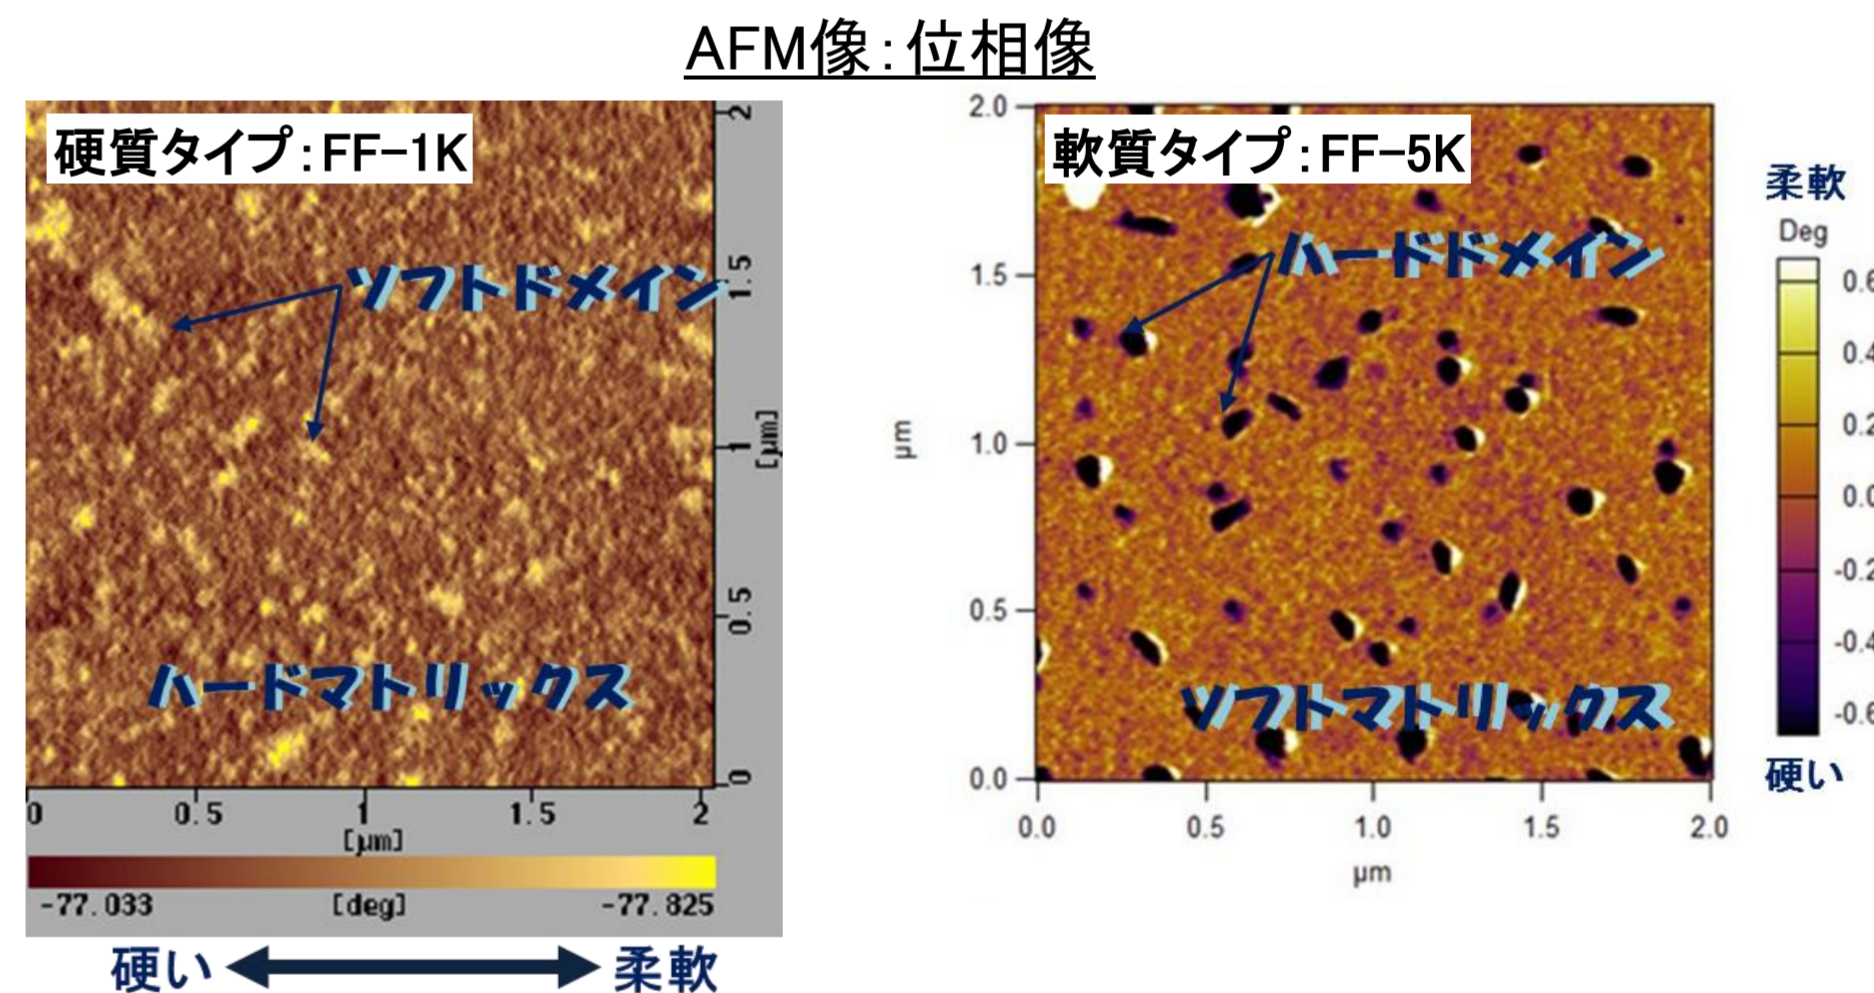 AFM像：位相像
硬質タイプ：FF-1K
ソフトドメイン
ハードマトリックス
2
1.5
1
0.5
0
[μm]
0 0.5 1 1.5 2
[μm]
-77.033 [deg] -77.825
硬い 柔軟
軟質タイプ：FF-5K
ハードドメイン
ソフトマトリックス
2.0
1.5
1.0
0.5
0.0
μm
0.0 0.5 1.0 1.5 2.0
μm
柔軟
Deg
0.6
0.4
0.2
0.0
-0.2
-0.4
-0.6
硬い